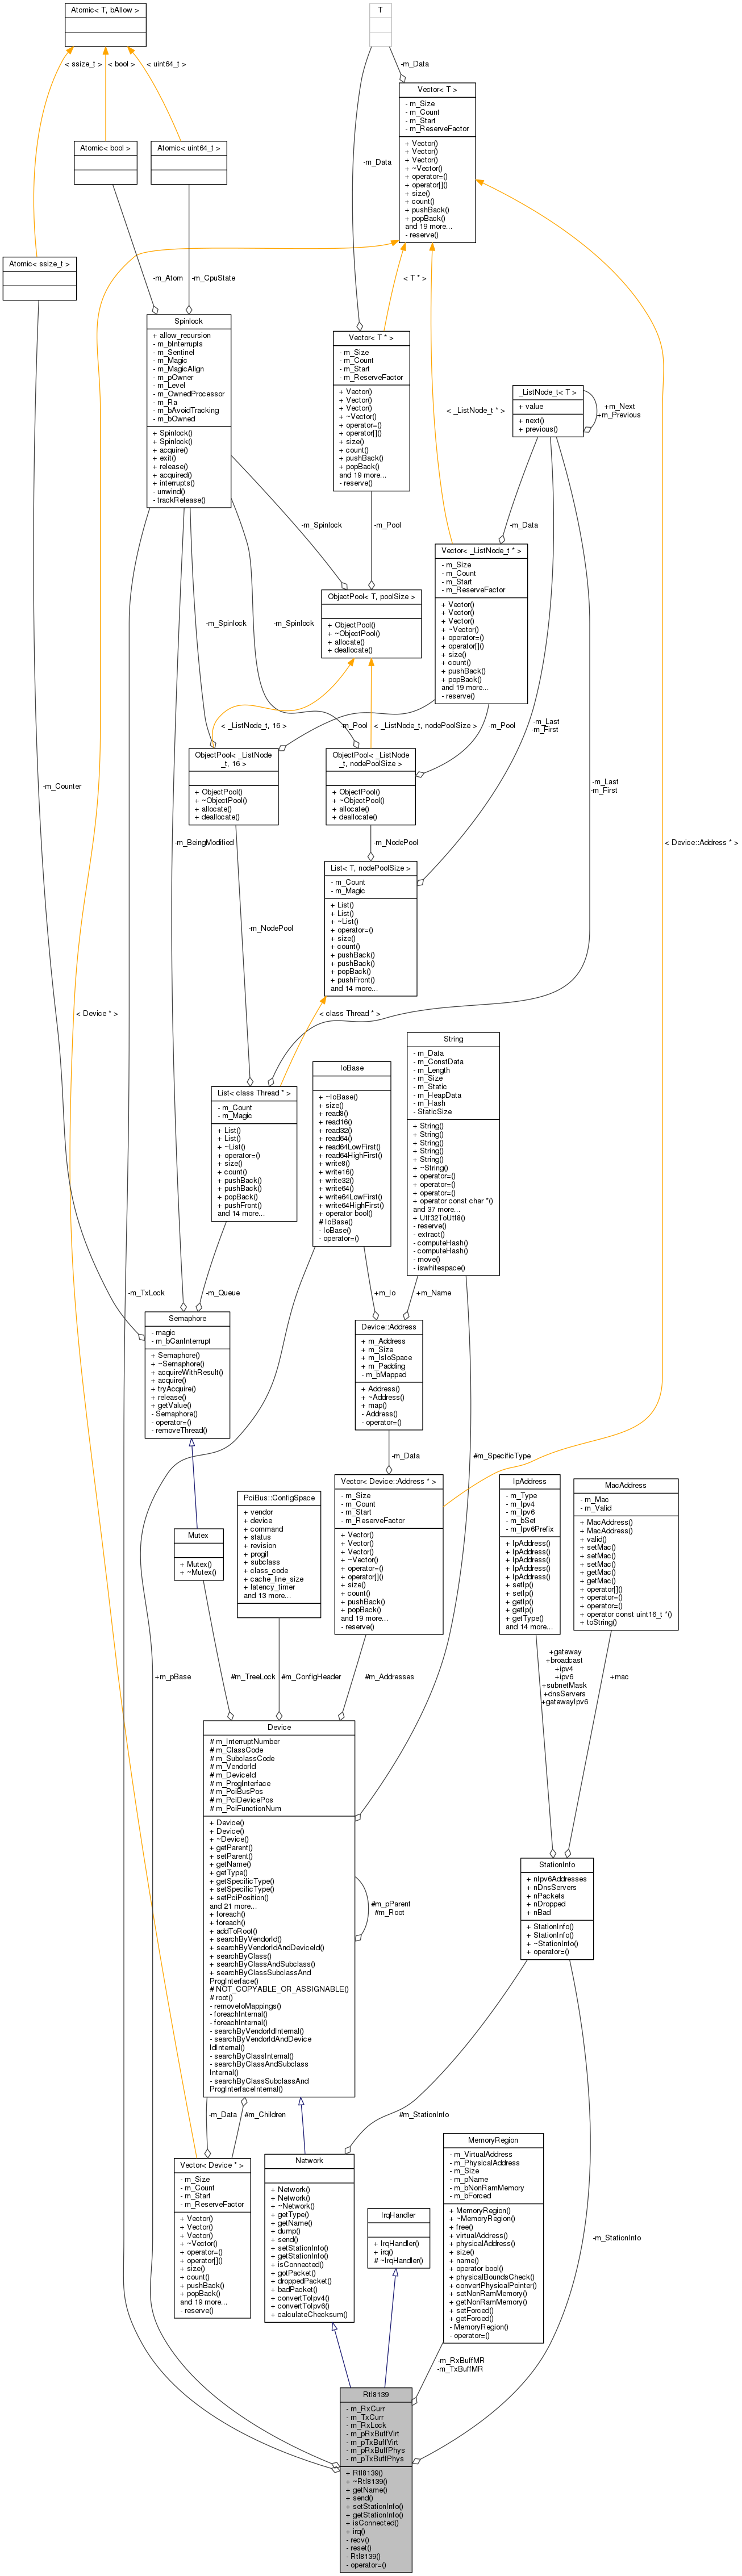 Atomic< T, bAllow >
T
< ssize_t >
< bool >
< uint64_t >
-m_Data
Vector< T >
- m_Size
- m_Count
- m_Start
- m_ReserveFactor
+ Vector()
+ Vector()
+ Vector()
+ ~Vector()
+ operator=()
+ operator[]()
+ size()
+ count()
+ pushBack()
+ popBack()
and 19 more...
- reserve()
Atomic< bool >
Atomic< uint64_t >
-m_Data
Atomic< ssize_t >
-m_Atom
-m_CpuState
< T * >
Spinlock
+ allow_recursion
- m_bInterrupts
- m_Sentinel
- m_Magic
- m_MagicAlign
- m_pOwner
- m_Level
- m_OwnedProcessor
- m_Ra
- m_bAvoidTracking
- m_bOwned
+ Spinlock()
+ Spinlock()
+ acquire()
+ exit()
+ release()
+ acquired()
+ interrupts()
- unwind()
- trackRelease()
Vector< T * >
- m_Size
- m_Count
- m_Start
- m_ReserveFactor
+ Vector()
+ Vector()
+ Vector()
+ ~Vector()
+ operator=()
+ operator[]()
+ size()
+ count()
+ pushBack()
+ popBack()
and 19 more...
- reserve()
_ListNode_t< T >
+ value
+ next()
+ previous()
+m_Next
+m_Previous
< _ListNode_t * >
-m_Spinlock
-m_Pool
-m_Data
Vector< _ListNode_t * >
- m_Size
- m_Count
- m_Start
- m_ReserveFactor
+ Vector()
+ Vector()
+ Vector()
+ ~Vector()
+ operator=()
+ operator[]()
+ size()
+ count()
+ pushBack()
+ popBack()
and 19 more...
- reserve()
ObjectPool< T, poolSize >
+ ObjectPool()
+ ~ObjectPool()
+ allocate()
+ deallocate()
-m_Spinlock
-m_Spinlock
< _ListNode_t, 16 >
-m_Pool
< _ListNode_t, nodePoolSize >
-m_Pool
-m_Last
-m_First
ObjectPool< _ListNode
_t, 16 >
+ ObjectPool()
+ ~ObjectPool()
+ allocate()
+ deallocate()
ObjectPool< _ListNode
_t, nodePoolSize >
+ ObjectPool()
+ ~ObjectPool()
+ allocate()
+ deallocate()
-m_Counter
-m_Last
-m_First
-m_BeingModified
-m_NodePool
< Device::Address * >
List< T, nodePoolSize >
- m_Count
- m_Magic
+ List()
+ List()
+ ~List()
+ operator=()
+ size()
+ count()
+ pushBack()
+ pushBack()
+ popBack()
+ pushFront()
and 14 more...
-m_NodePool
< Device * >
< class Thread * >
List< class Thread * >
- m_Count
- m_Magic
+ List()
+ List()
+ ~List()
+ operator=()
+ size()
+ count()
+ pushBack()
+ pushBack()
+ popBack()
+ pushFront()
and 14 more...
IoBase
+ ~IoBase()
+ size()
+ read8()
+ read16()
+ read32()
+ read64()
+ read64LowFirst()
+ read64HighFirst()
+ write8()
+ write16()
+ write32()
+ write64()
+ write64LowFirst()
+ write64HighFirst()
+ operator bool()
# IoBase()
- IoBase()
- operator=()
String
- m_Data
- m_ConstData
- m_Length
- m_Size
- m_Static
- m_HeapData
- m_Hash
- StaticSize
+ String()
+ String()
+ String()
+ String()
+ String()
+ ~String()
+ operator=()
+ operator=()
+ operator=()
+ operator const char *()
and 37 more...
+ Utf32ToUtf8()
- reserve()
- extract()
- computeHash()
- computeHash()
- move()
- iswhitespace()
-m_TxLock
-m_Queue
+m_Io
+m_Name
Semaphore
- magic
- m_bCanInterrupt
+ Semaphore()
+ ~Semaphore()
+ acquireWithResult()
+ acquire()
+ tryAcquire()
+ release()
+ getValue()
- Semaphore()
- operator=()
- removeThread()
Device::Address
+ m_Address
+ m_Size
+ m_IsIoSpace
+ m_Padding
- m_bMapped
+ Address()
+ ~Address()
+ map()
- Address()
- operator=()
-m_Data
#m_SpecificType
Mutex
+ Mutex()
+ ~Mutex()
PciBus::ConfigSpace
+ vendor
+ device
+ command
+ status
+ revision
+ progif
+ subclass
+ class_code
+ cache_line_size
+ latency_timer
and 13 more...
Vector< Device::Address * >
- m_Size
- m_Count
- m_Start
- m_ReserveFactor
+ Vector()
+ Vector()
+ Vector()
+ ~Vector()
+ operator=()
+ operator[]()
+ size()
+ count()
+ pushBack()
+ popBack()
and 19 more...
- reserve()
IpAddress
- m_Type
- m_Ipv4
- m_Ipv6
- m_bSet
- m_Ipv6Prefix
+ IpAddress()
+ IpAddress()
+ IpAddress()
+ IpAddress()
+ IpAddress()
+ setIp()
+ setIp()
+ getIp()
+ getIp()
+ getType()
and 14 more...
MacAddress
- m_Mac
- m_Valid
+ MacAddress()
+ MacAddress()
+ valid()
+ setMac()
+ setMac()
+ setMac()
+ getMac()
+ getMac()
+ operator[]()
+ operator=()
+ operator=()
+ operator const uint16_t *()
+ toString()
+m_pBase
#m_TreeLock
#m_ConfigHeader
#m_Addresses
+gateway
+broadcast
+ipv4
+ipv6
+subnetMask
+dnsServers
+gatewayIpv6
+mac
Device
# m_InterruptNumber
# m_ClassCode
# m_SubclassCode
# m_VendorId
# m_DeviceId
# m_ProgInterface
# m_PciBusPos
# m_PciDevicePos
# m_PciFunctionNum
+ Device()
+ Device()
+ ~Device()
+ getParent()
+ setParent()
+ getName()
+ getType()
+ getSpecificType()
+ setSpecificType()
+ setPciPosition()
and 21 more...
+ foreach()
+ foreach()
+ addToRoot()
+ searchByVendorId()
+ searchByVendorIdAndDeviceId()
+ searchByClass()
+ searchByClassAndSubclass()
+ searchByClassSubclassAnd
ProgInterface()
# NOT_COPYABLE_OR_ASSIGNABLE()
# root()
- removeIoMappings()
- foreachInternal()
- foreachInternal()
- searchByVendorIdInternal()
- searchByVendorIdAndDevice
IdInternal()
- searchByClassInternal()
- searchByClassAndSubclass
Internal()
- searchByClassSubclassAnd
ProgInterfaceInternal()
#m_pParent
#m_Root
StationInfo
+ nIpv6Addresses
+ nDnsServers
+ nPackets
+ nDropped
+ nBad
+ StationInfo()
+ StationInfo()
+ ~StationInfo()
+ operator=()
-m_Data
#m_Children
#m_StationInfo
Vector< Device * >
- m_Size
- m_Count
- m_Start
- m_ReserveFactor
+ Vector()
+ Vector()
+ Vector()
+ ~Vector()
+ operator=()
+ operator[]()
+ size()
+ count()
+ pushBack()
+ popBack()
and 19 more...
- reserve()
Network
+ Network()
+ Network()
+ ~Network()
+ getType()
+ getName()
+ dump()
+ send()
+ setStationInfo()
+ getStationInfo()
+ isConnected()
+ gotPacket()
+ droppedPacket()
+ badPacket()
+ convertToIpv4()
+ convertToIpv6()
+ calculateChecksum()
IrqHandler
+ IrqHandler()
+ irq()
# ~IrqHandler()
MemoryRegion
- m_VirtualAddress
- m_PhysicalAddress
- m_Size
- m_pName
- m_bNonRamMemory
- m_bForced
+ MemoryRegion()
+ ~MemoryRegion()
+ free()
+ virtualAddress()
+ physicalAddress()
+ size()
+ name()
+ operator bool()
+ physicalBoundsCheck()
+ convertPhysicalPointer()
+ setNonRamMemory()
+ getNonRamMemory()
+ setForced()
+ getForced()
- MemoryRegion()
- operator=()
-m_StationInfo
-m_RxBuffMR
-m_TxBuffMR
Rtl8139
- m_RxCurr
- m_TxCurr
- m_RxLock
- m_pRxBuffVirt
- m_pTxBuffVirt
- m_pRxBuffPhys
- m_pTxBuffPhys
+ Rtl8139()
+ ~Rtl8139()
+ getName()
+ send()
+ setStationInfo()
+ getStationInfo()
+ isConnected()
+ irq()
- recv()
- reset()
- Rtl8139()
- operator=()